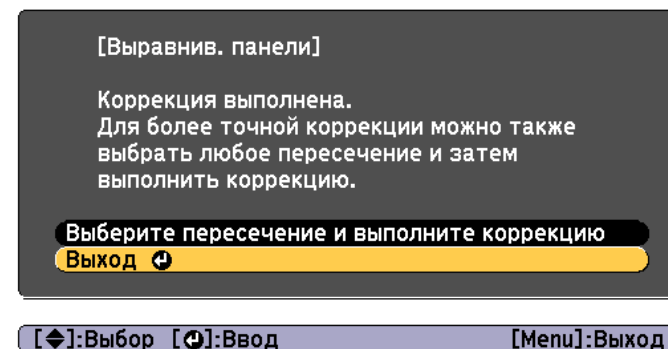 [Выравнив. панели]
Коррекция выполнена.
Для более точной коррекции можно также
выбрать любое пересечение и затем
выполнить коррекцию.
Выберите пересечение и выполните коррекцию
Выход
[◆]:Выбор [↵]:Ввод [Menu]:Выход